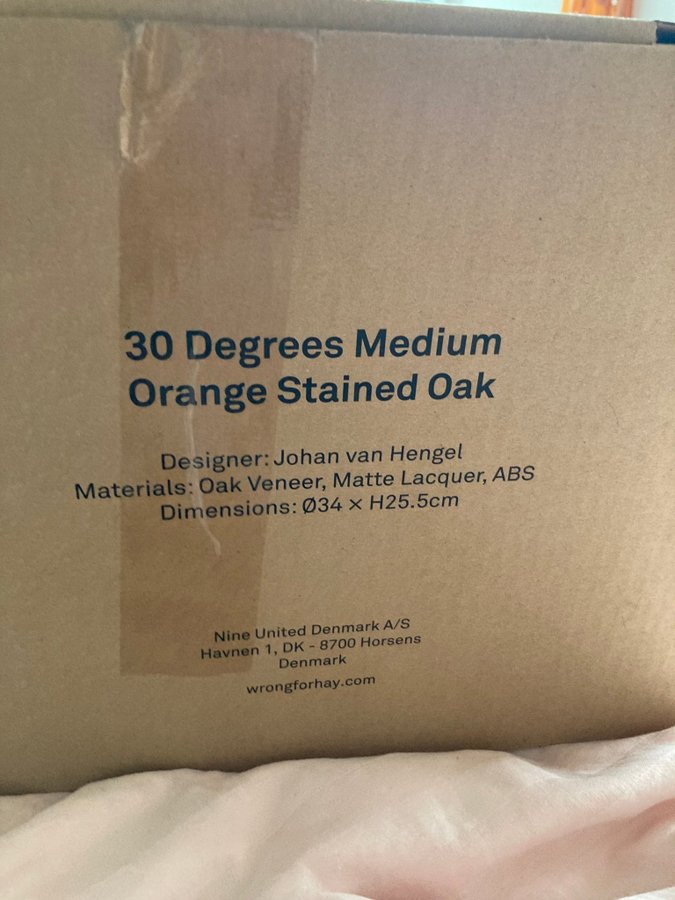 30 Degrees Medium
Orange Stained Oak
Designer: Johan van Hengel
Materials: Oak Veneer, Matte Lacquer, ABS
Dimensions: Ø34 × H25.5cm
Nine United Denmark A/S
Havnen 1, DK - 8700 Horsens
Denmark
wrongforhay.com